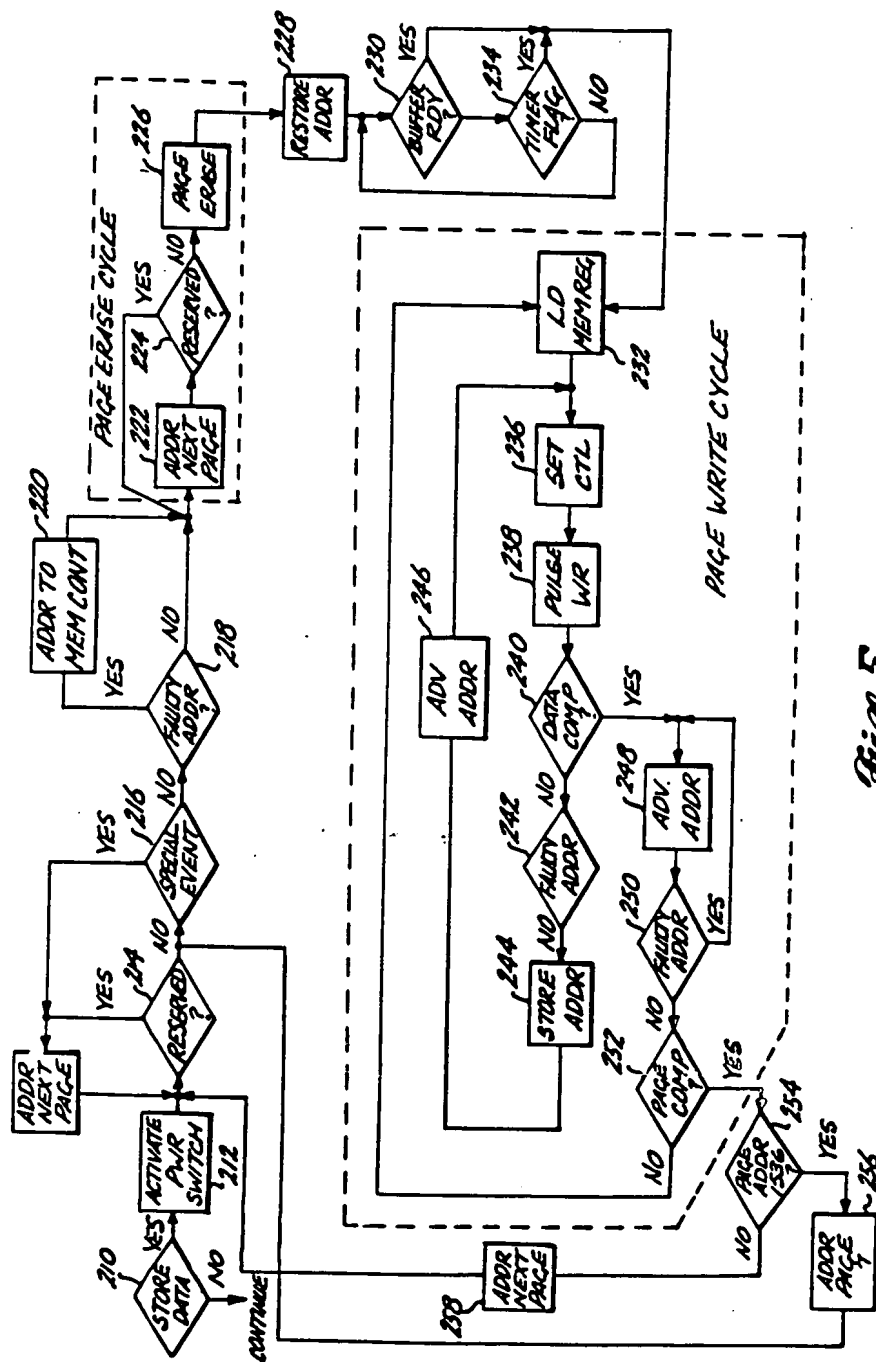 210
STORE
DATA
YES
NO
CONTINUE
ACTIVATE
PWR
SWITCH
212
ADDR
NEXT
PAGE
214
RESERVED
?
YES
NO
216
SPECIAL
EVENT
YES
NO
218
FAULTY
ADDR
?
YES
NO
220
ADDR TO
MEM CONT
PAGE ERASE CYCLE
222
ADDR
NEXT
PAGE
224
RESERVED
?
YES
NO
226
PAGE
ERASE
228
RESTORE
ADDR
230
BUFFER
RDY
?
YES
234
TIMER
FLAG
?
YES
NO
LD
MEM REG
232
236
SET
CTL
238
PULSE
WR
240
DATA
COMP
?
YES
NO
242
FAULTY
ADDR
NO
244
STORE
ADDR
246
ADV
ADDR
248
ADV.
ADDR
250
FAULTY
ADDR
YES
NO
252
PAGE
COMP
?
YES
NO
PAGE WRITE CYCLE
254
PAGE
ADDR
1536
?
YES
NO
256
ADDR
PAGE
1
258
ADDR
NEXT
PAGE
Fig. 5